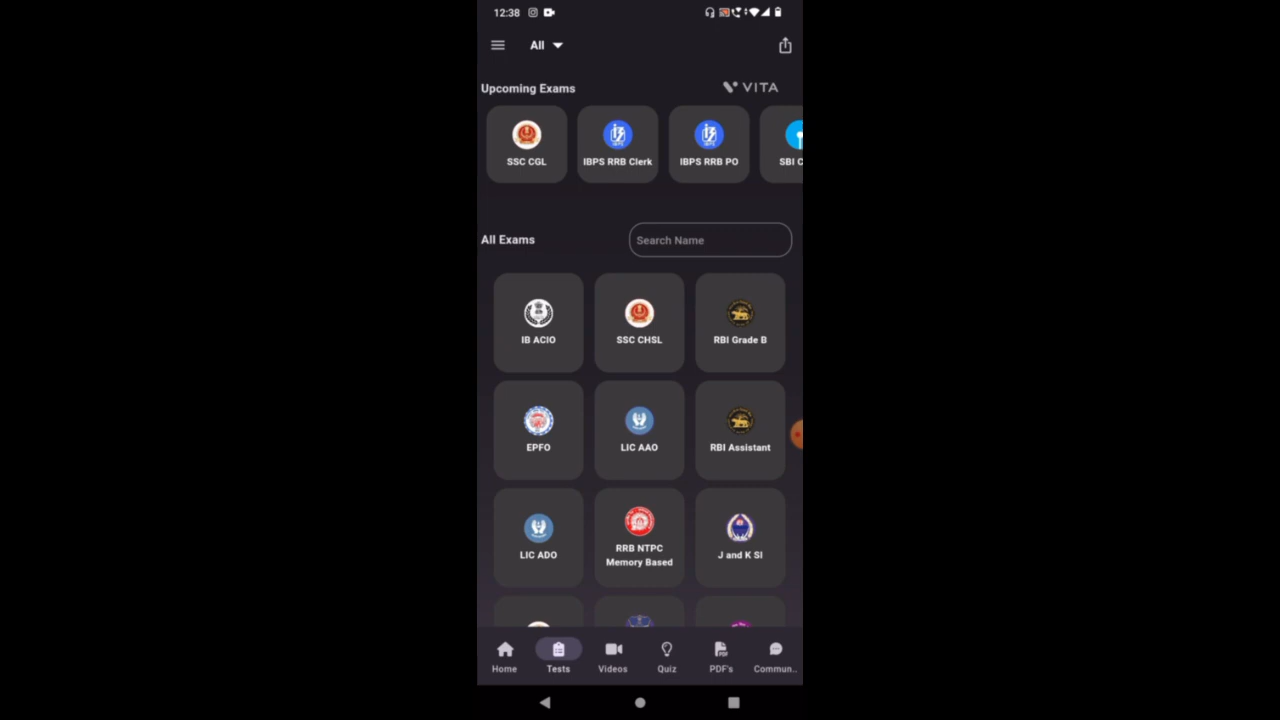 12:38
All
Upcoming Exams
VITA
SSC CGL
IBPS RRB Clerk
IBPS RRB PO
SBI C
All Exams
Search Name
IB ACIO
SSC CHSL
RBI Grade B
EPFO
LIC AAO
RBI Assistant
LIC ADO
RRB NTPC
Memory Based
J and K SI
Home
Tests
Videos
Quiz
PDF's
Commun..